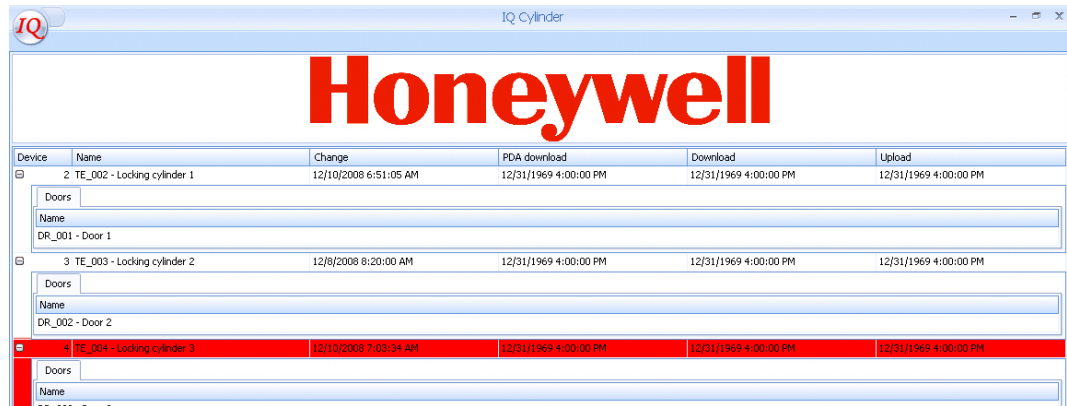 IQ
IQ Cylinder
Honeywell
Device Name Change PDA download Download Upload
2 TE_002 - Locking cylinder 1 12/10/2008 6:51:05 AM 12/31/1969 4:00:00 PM 12/31/1969 4:00:00 PM 12/31/1969 4:00:00 PM
Doors
Name
DR_001 - Door 1
3 TE_003 - Locking cylinder 2 12/8/2008 8:20:00 AM 12/31/1969 4:00:00 PM 12/31/1969 4:00:00 PM 12/31/1969 4:00:00 PM
Doors
Name
DR_002 - Door 2
4 TE_004 - Locking cylinder 3 12/10/2008 7:03:34 AM 12/31/1969 4:00:00 PM 12/31/1969 4:00:00 PM 12/31/1969 4:00:00 PM
Doors
Name